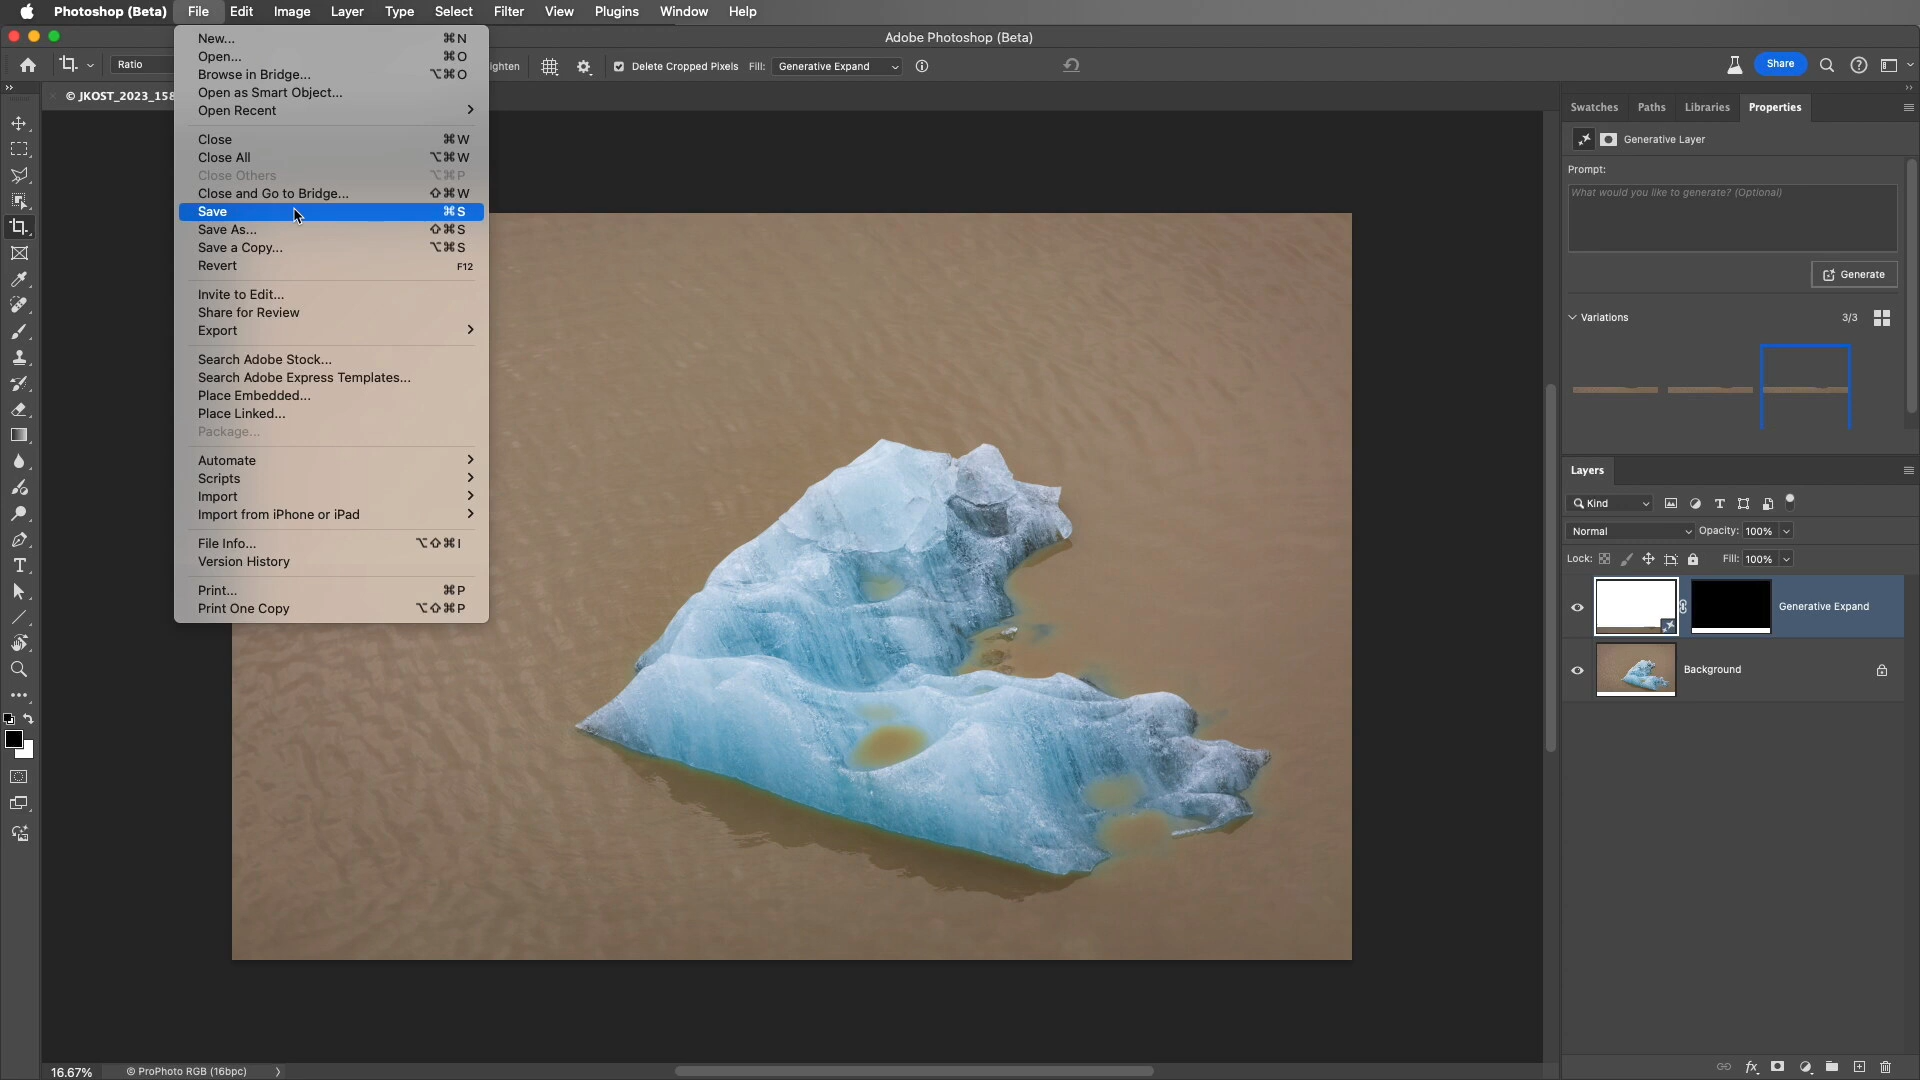 Photoshop (Beta) File Edit Image Layer Type Select Filter View Plugins Window Help
Adobe Photoshop (Beta)
Ratio
Delete Cropped Pixels Fill: Generative Expand
Share
© JKOST_2023_158
New... ⌘N
Open... ⌘O
Browse in Bridge... ⌥⌘O
Open as Smart Object...
Open Recent
Close ⌘W
Close All ⌥⌘W
Close Others ⌥⌘P
Close and Go to Bridge... ⇧⌘W
Save ⌘S
Save As... ⇧⌘S
Save a Copy... ⌥⌘S
Revert F12
Invite to Edit...
Share for Review
Export
Search Adobe Stock...
Search Adobe Express Templates...
Place Embedded...
Place Linked...
Package...
Automate
Scripts
Import
Import from iPhone or iPad
File Info... ⌥⇧⌘I
Version History
Print... ⌘P
Print One Copy ⌥⇧⌘P
Swatches Paths Libraries Properties
Generative Layer
Prompt:
What would you like to generate? (Optional)
Generate
Variations 3/3
Layers
Kind
Normal Opacity: 100%
Lock: Fill: 100%
Generative Expand
Background
16.67% © ProPhoto RGB (16bpc)